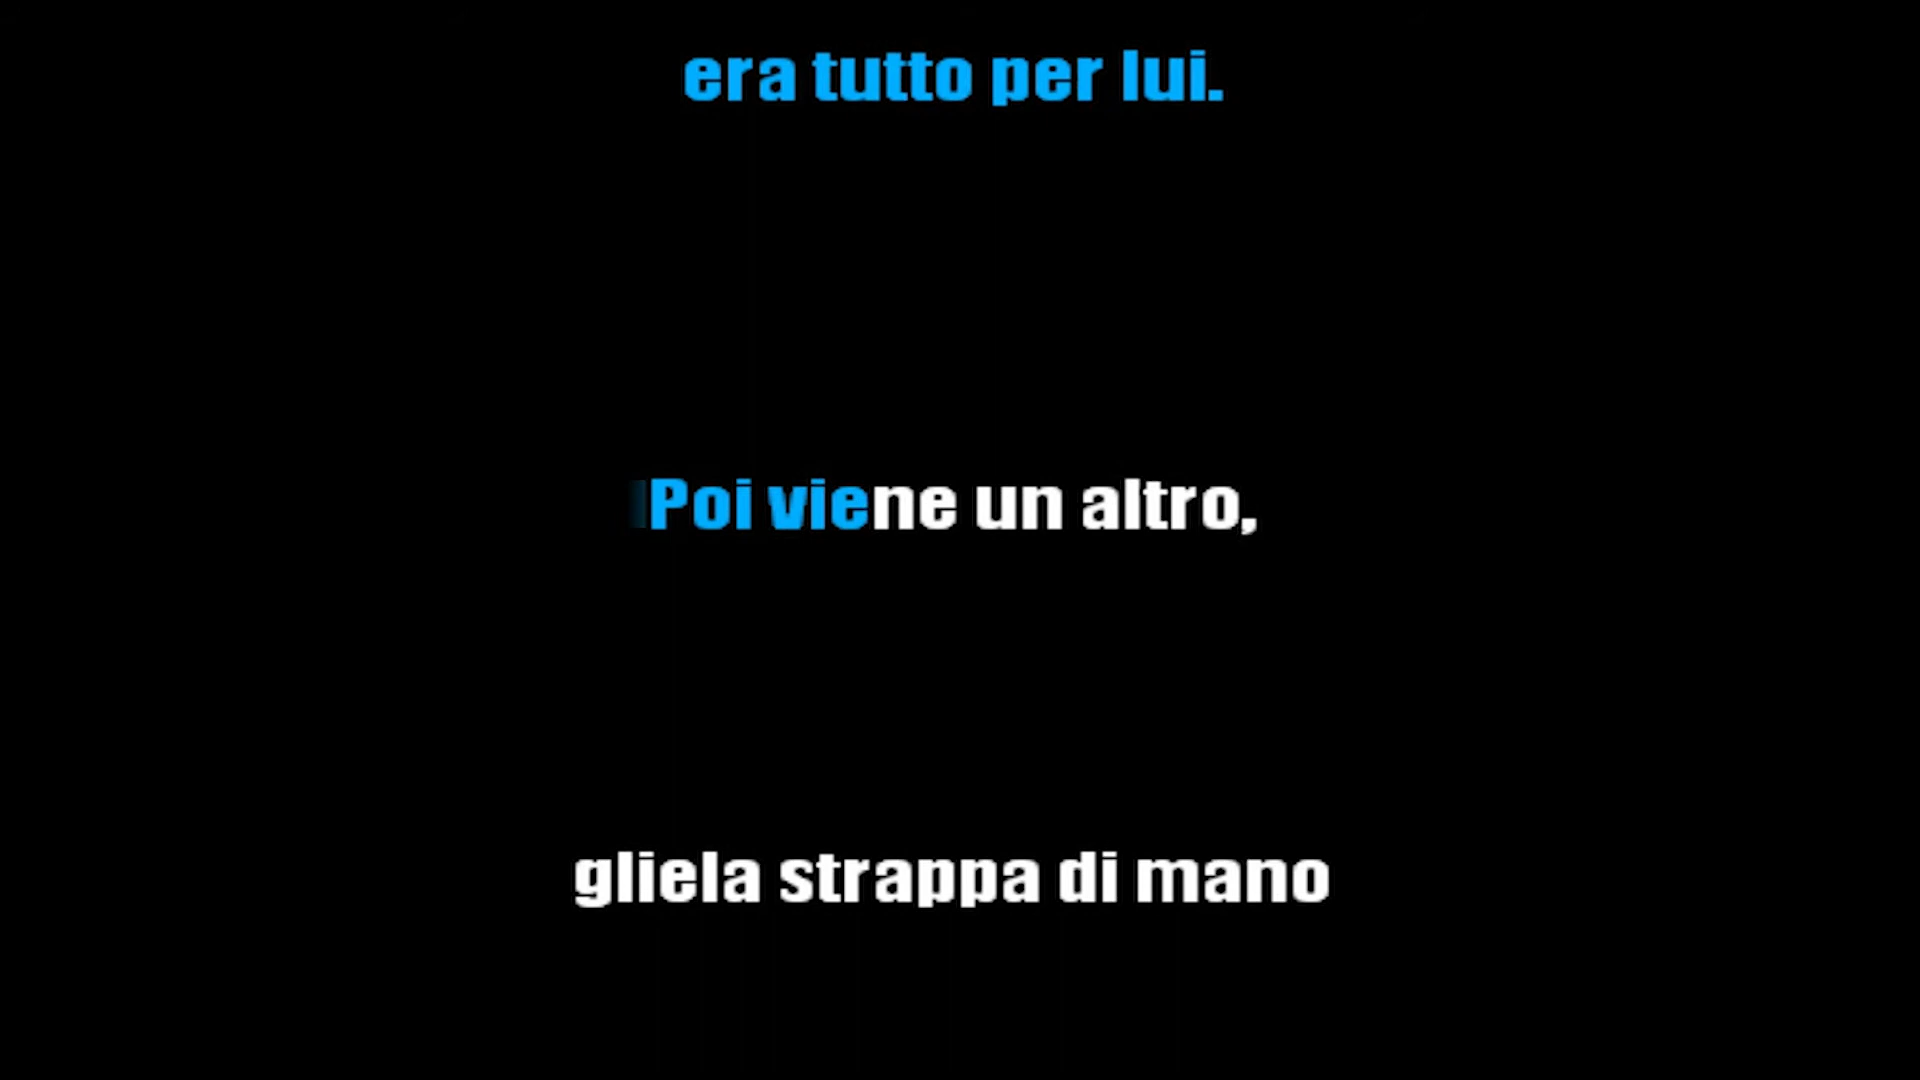 era tutto per lui.
Poi viene un altro,
gliela strappa di mano